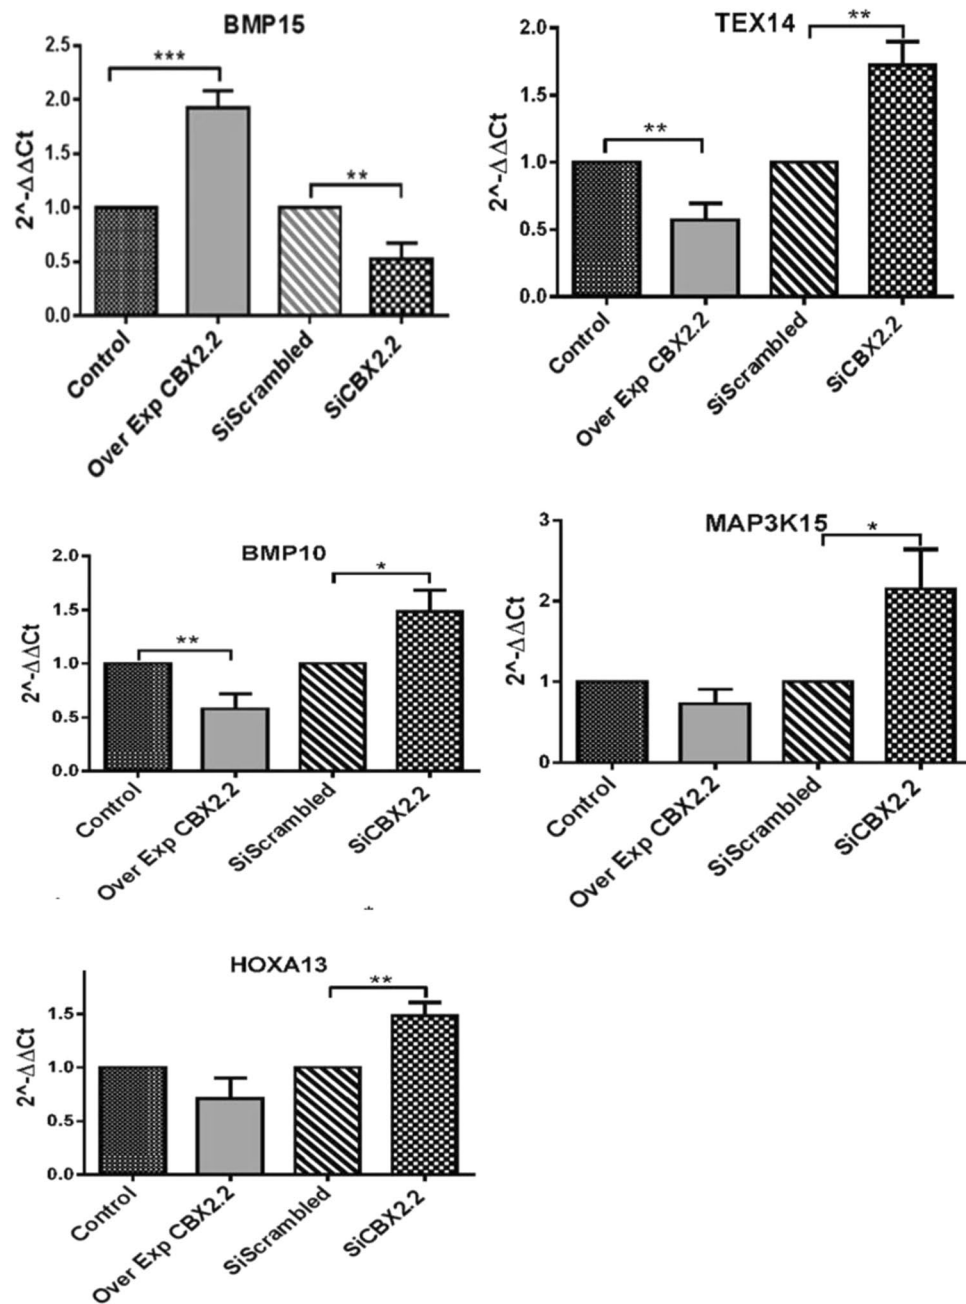 BMP15
2^-ΔΔCt
2.5
2.0
1.5
1.0
0.5
0.0
***
**
Control
Over Exp CBX2.2
SiScrambled
SiCBX2.2
TEX14
2^-ΔΔCt
2.0
1.5
1.0
0.5
0.0
**
**
Control
Over Exp CBX2.2
SiScrambled
SiCBX2.2
BMP10
2^-ΔΔCt
2.0
1.5
1.0
0.5
0.0
**
*
Control
Over Exp CBX2.2
SiScrambled
SiCBX2.2
MAP3K15
2^-ΔΔCt
3
2
1
0
*
Control
Over Exp CBX2.2
SiScrambled
SiCBX2.2
*
HOXA13
2^-ΔΔCt
1.5
1.0
0.5
0.0
**
Control
Over Exp CBX2.2
SiScrambled
SiCBX2.2